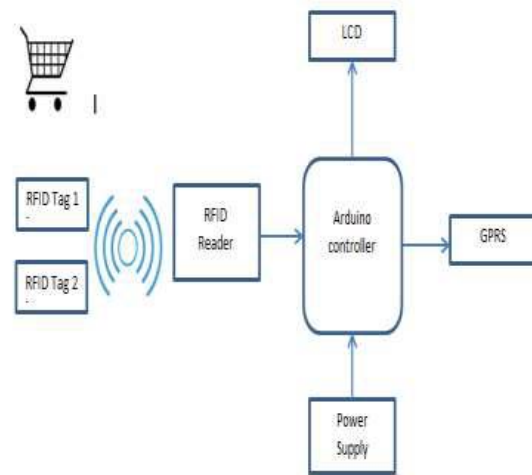 LCD
RFID Tag 1
-
RFID Tag 2
-
RFID
Reader
Arduino
controller
GPRS
Power
Supply